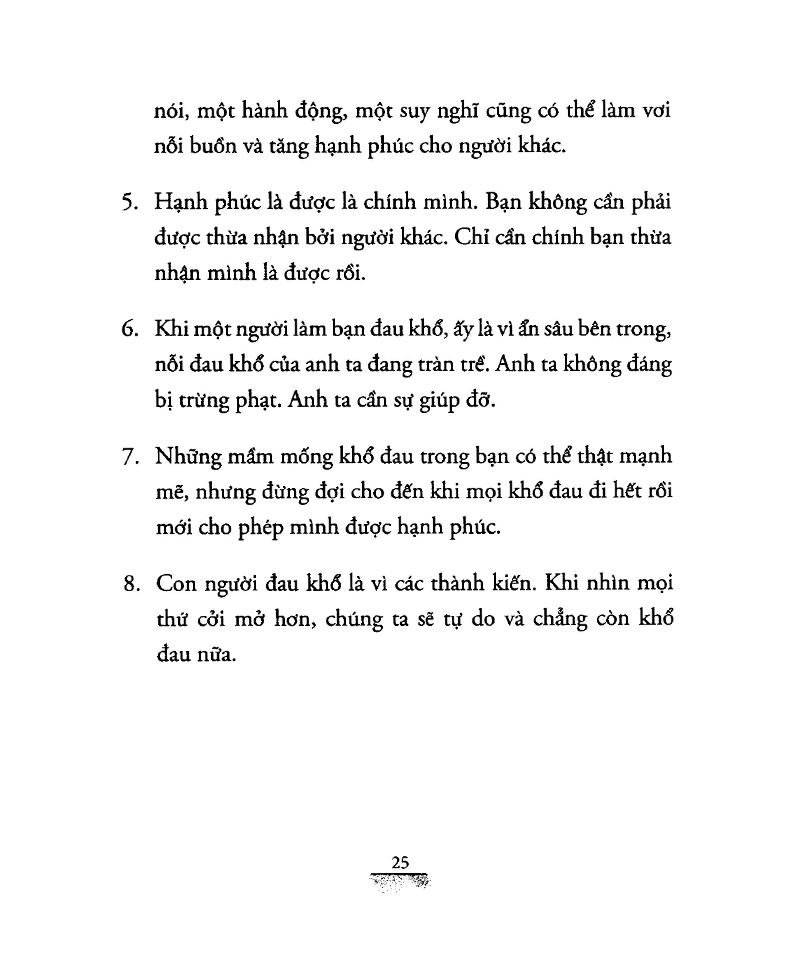 nói, một hành động, một suy nghĩ cũng có thể làm vơi
nỗi buồn và tăng hạnh phúc cho người khác.
5. Hạnh phúc là được là chính mình. Bạn không cần phải
được thừa nhận bởi người khác. Chỉ cần chính bạn thừa
nhận mình là được rồi.
6. Khi một người làm bạn đau khổ, ấy là vì ẩn sâu bên trong,
nỗi đau khổ của anh ta đang tràn trề. Anh ta không đáng
bị trừng phạt. Anh ta cần sự giúp đỡ.
7. Những mầm mống khổ đau trong bạn có thể thật mạnh
mẽ, nhưng đừng đợi cho đến khi mọi khổ đau đi hết rồi
mới cho phép mình được hạnh phúc.
8. Con người đau khổ là vì các thành kiến. Khi nhìn mọi
thứ cởi mở hơn, chúng ta sẽ tự do và chẳng còn khổ
đau nữa.
25